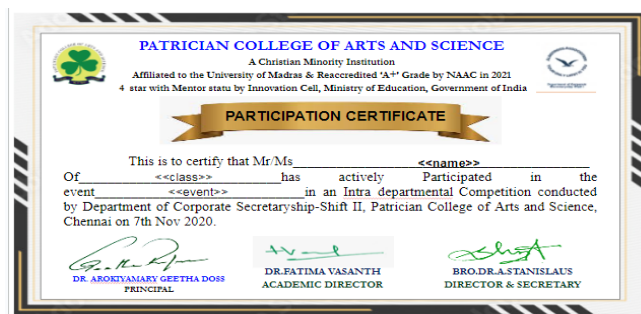 PATRICIAN COLLEGE OF ARTS AND SCIENCE
A Christian Minority Institution
Affiliated to the University of Madras & Reaccredited ‘A+’ Grade by NAAC in 2021
4 star with Mentor statu by Innovation Cell, Ministry of Education, Government of India
PARTICIPATION CERTIFICATE
This is to certify that Mr/Ms <<name>>
Of <<class>> has actively Participated in the
event <<event>> in an Intra departmental Competition conducted
by Department of Corporate Secretaryship-Shift II, Patrician College of Arts and Science,
Chennai on 7th Nov 2020.
DR. AROKIYAMARY GEETHA DOSS
PRINCIPAL
DR.FATIMA VASANTH
ACADEMIC DIRECTOR
BRO.DR.A.STANISLAUS
DIRECTOR & SECRETARY